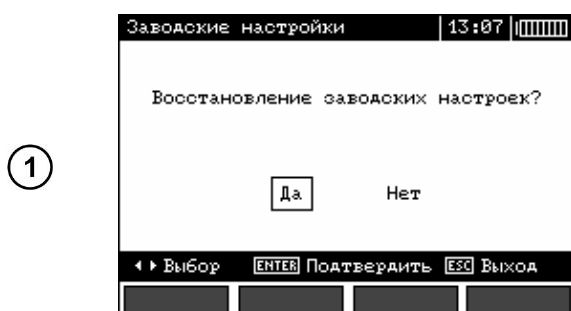 Заводские настройки 13:07
Восстановление заводских настроек?
1
Да Нет
Выбор ENTER Подтвердить ESC Выход